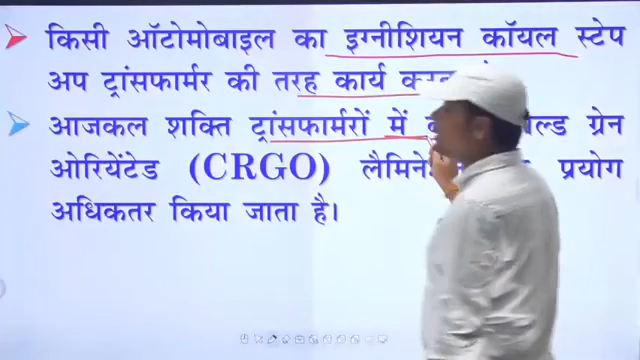 किसी ऑटोमोबाइल का इग्नीशियन कॉयल स्टेप
अप ट्रांसफार्मर की तरह कार्य
आजकल शक्ति ट्रांसफार्मरों में ग्रेन
ओरियेंटेड (CRGO) प्रयोग
अधिकतर किया जाता है।